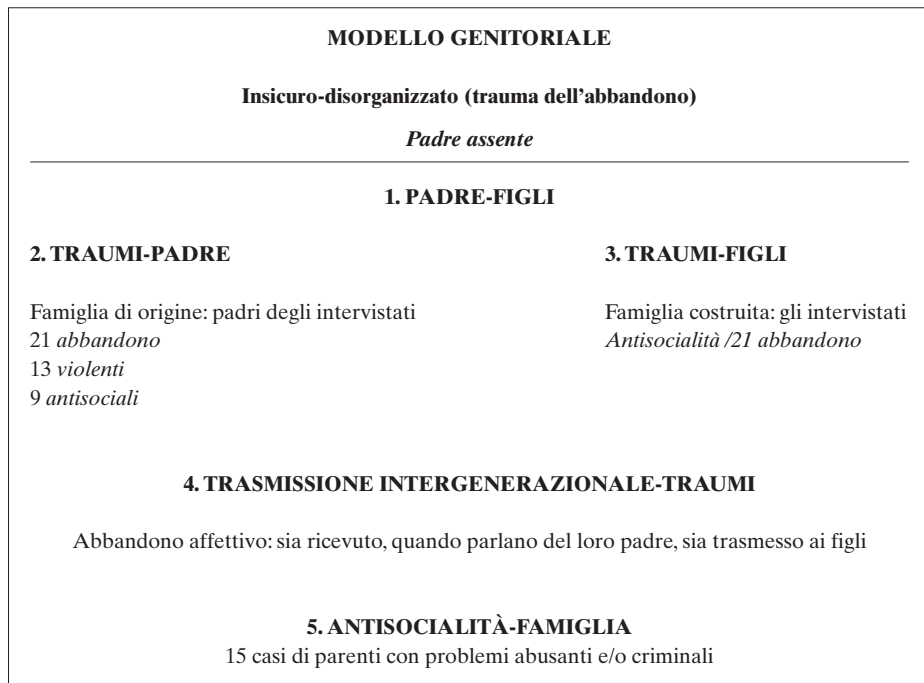 MODELLO GENITORIALE
Insicuro-disorganizzato (trauma dell’abbandono)
Padre assente
1. PADRE-FIGLI
2. TRAUMI-PADRE
Famiglia di origine: padri degli intervistati
21 abbandono
13 violenti
9 antisociali
3. TRAUMI-FIGLI
Famiglia costruita: gli intervistati
Antisocialità /21 abbandono
4. TRASMISSIONE INTERGENERAZIONALE-TRAUMI
Abbandono affettivo: sia ricevuto, quando parlano del loro padre, sia trasmesso ai figli
5. ANTISOCIALITÀ-FAMIGLIA
15 casi di parenti con problemi abusanti e/o criminali